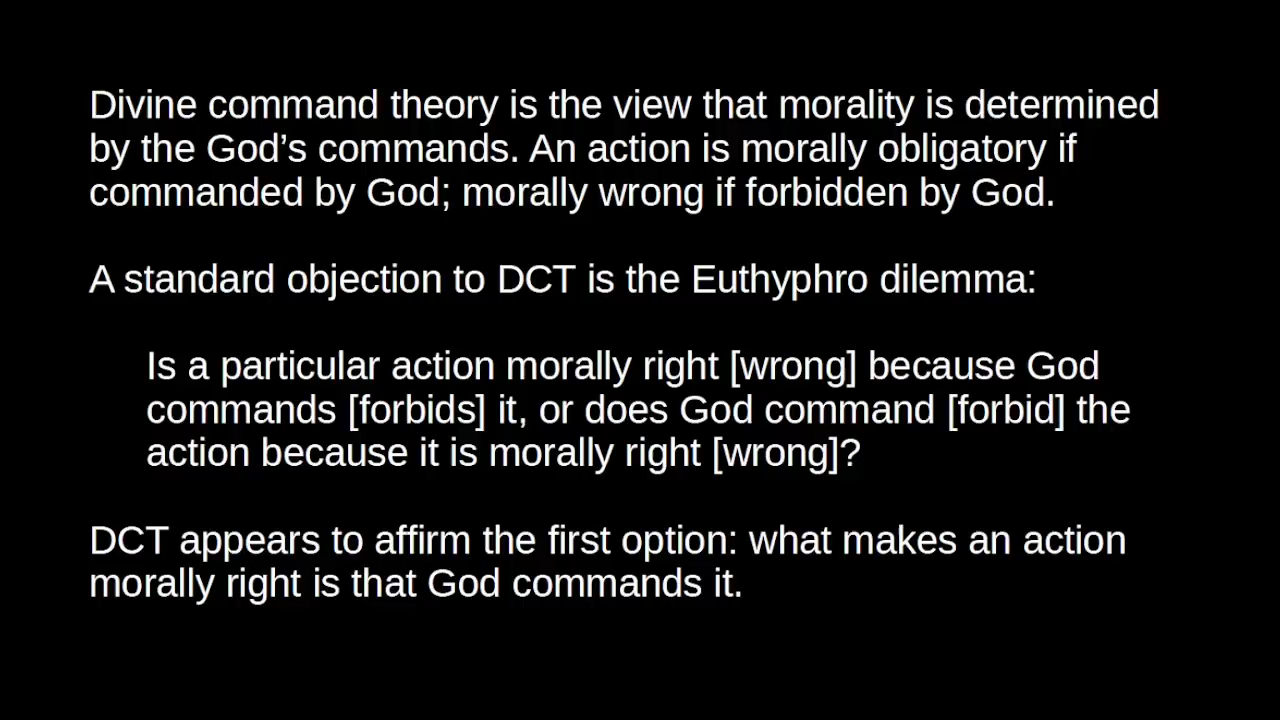 Divine command theory is the view that morality is determined
by the God’s commands. An action is morally obligatory if
commanded by God; morally wrong if forbidden by God.
A standard objection to DCT is the Euthyphro dilemma:
Is a particular action morally right [wrong] because God
commands [forbids] it, or does God command [forbid] the
action because it is morally right [wrong]?
DCT appears to affirm the first option: what makes an action
morally right is that God commands it.